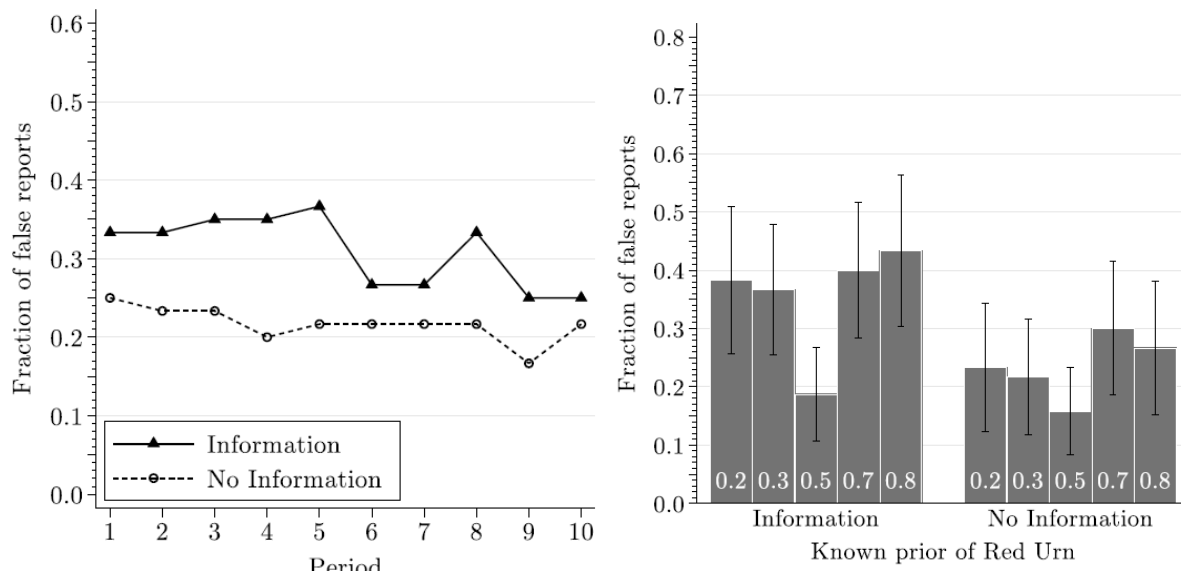 Fraction of false reports
0.6
0.5
0.4
0.3
0.2
0.1
0.0
Information
No Information
1 2 3 4 5 6 7 8 9 10
Period
Fraction of false reports
0.8
0.7
0.6
0.5
0.4
0.3
0.2
0.1
0.0
0.2 0.3 0.5 0.7 0.8 0.2 0.3 0.5 0.7 0.8
Information No Information
Known prior of Red Urn